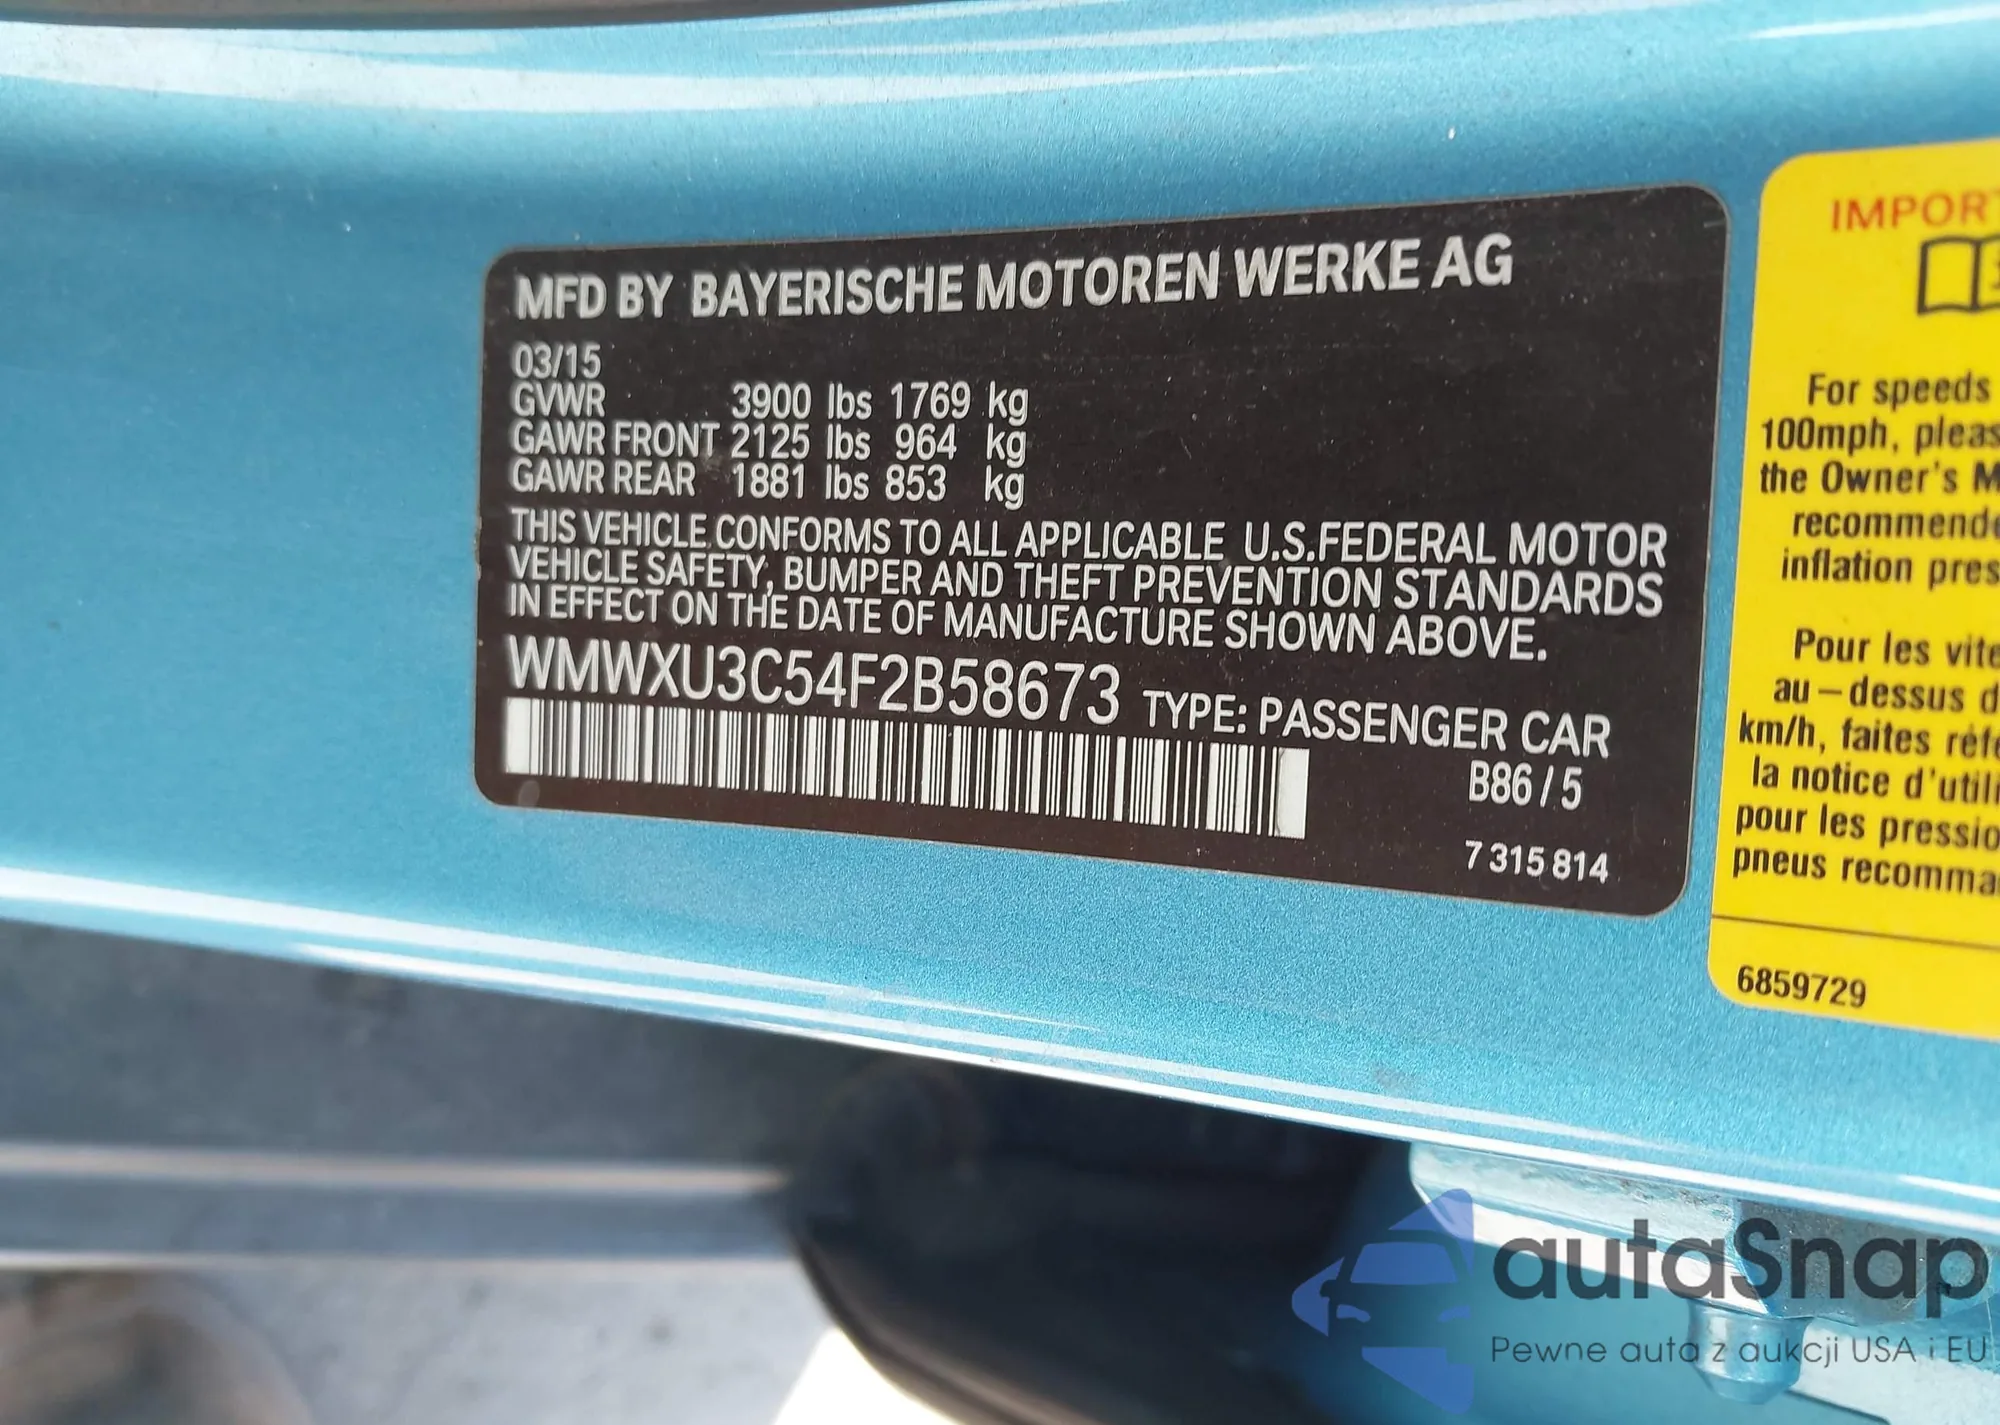 MFD BY BAYERISCHE MOTOREN WERKE AG
03/15
GVWR 3900 lbs 1769 kg
GAWR FRONT 2125 lbs 964 kg
GAWR REAR 1881 lbs 853 kg
THIS VEHICLE CONFORMS TO ALL APPLICABLE U.S.FEDERAL MOTOR
VEHICLE SAFETY, BUMPER AND THEFT PREVENTION STANDARDS
IN EFFECT ON THE DATE OF MANUFACTURE SHOWN ABOVE.
WMWXU3C54F2B58673 TYPE: PASSENGER CAR
B86/5
7 315 814
IMPORT
For speeds
100mph, pleas
the Owner's M
recommende
inflation pres
Pour les vite
au-dessus d
km/h, faites réfé
la notice d'utili
pour les pressio
pneus recomma
6859729
autaSnap
Pewne auta z aukcji USA i EU